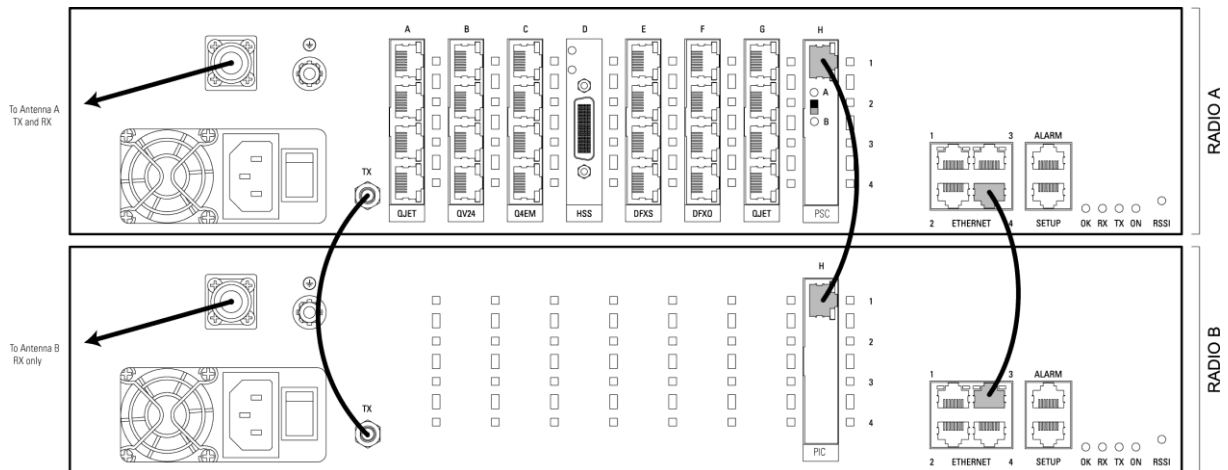 A B C D E F G H
1
A
To Antenna A
TX and RX
2
B
3
1 3 ALARM
4
TX
QJET QV24 Q4EM HSS DFXS DFXO QJET PSC
2 ETHERNET 4 SETUP OK RX TX ON RSSI
RADIO A
H
1
To Antenna B
RX only
2
1 3 ALARM
3
TX
4
PIC
2 ETHERNET 4 SETUP OK RX TX ON RSSI
RADIO B